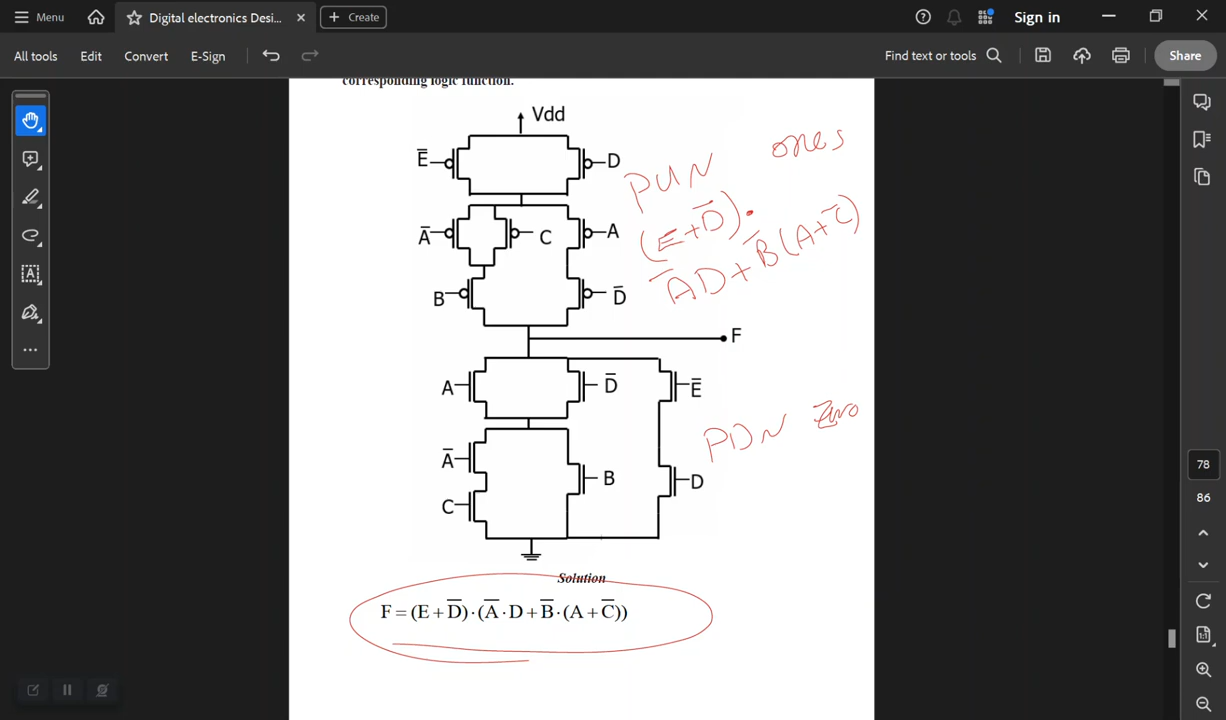 Menu
Digital electronics Desi...
Create
Sign in
All tools
Edit
Convert
E-Sign
Find text or tools
Share
corresponding logic function.
Vdd
E̅
D
A̅
C
A
B
D̅
F
A
D̅
E̅
A̅
B
C
D
PUN
ones
(E+D̅)·
A̅D+B̅(A+C̅)
PDN zero
Solution
F = (E + D̅)·(A̅·D + B̅·(A + C̅))
78
86